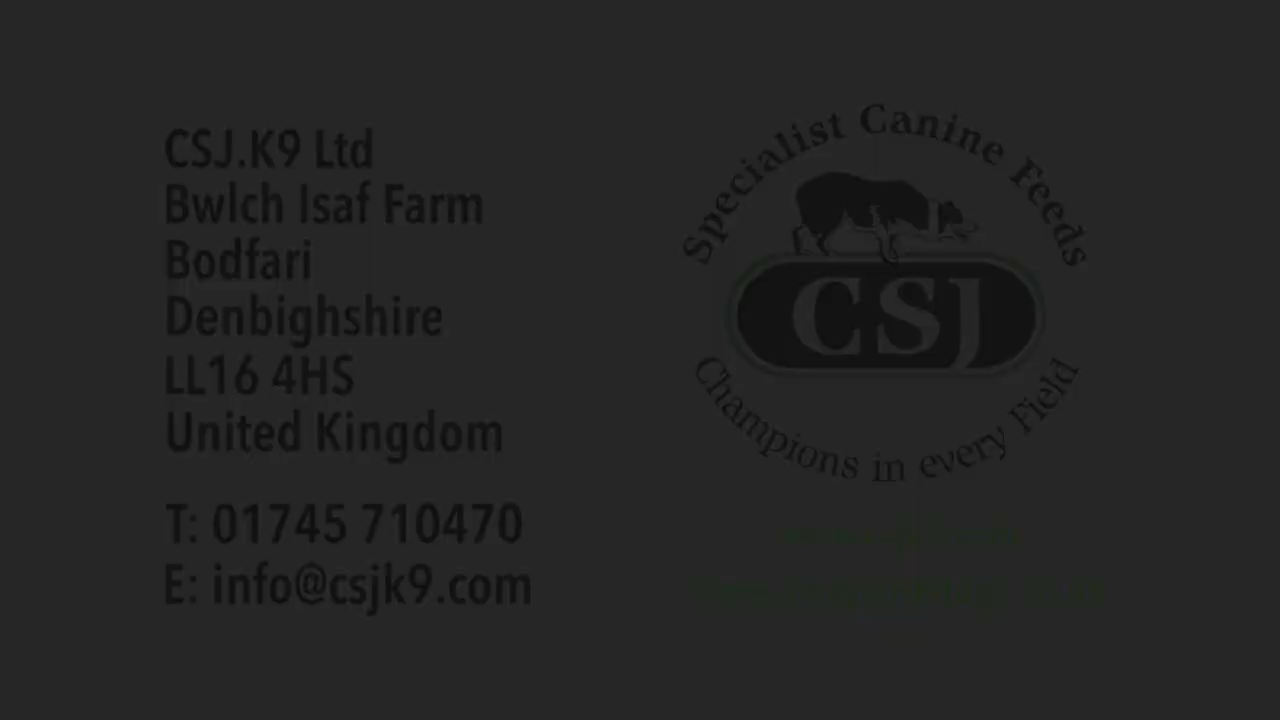 CSJ.K9 Ltd
Bwlch Isaf Farm
Bodfari
Denbighshire
LL16 4HS
United Kingdom
T: 01745 710470
E: info@csjk9.com
Specialist Canine Feeds
CSJ
Champions in every Field